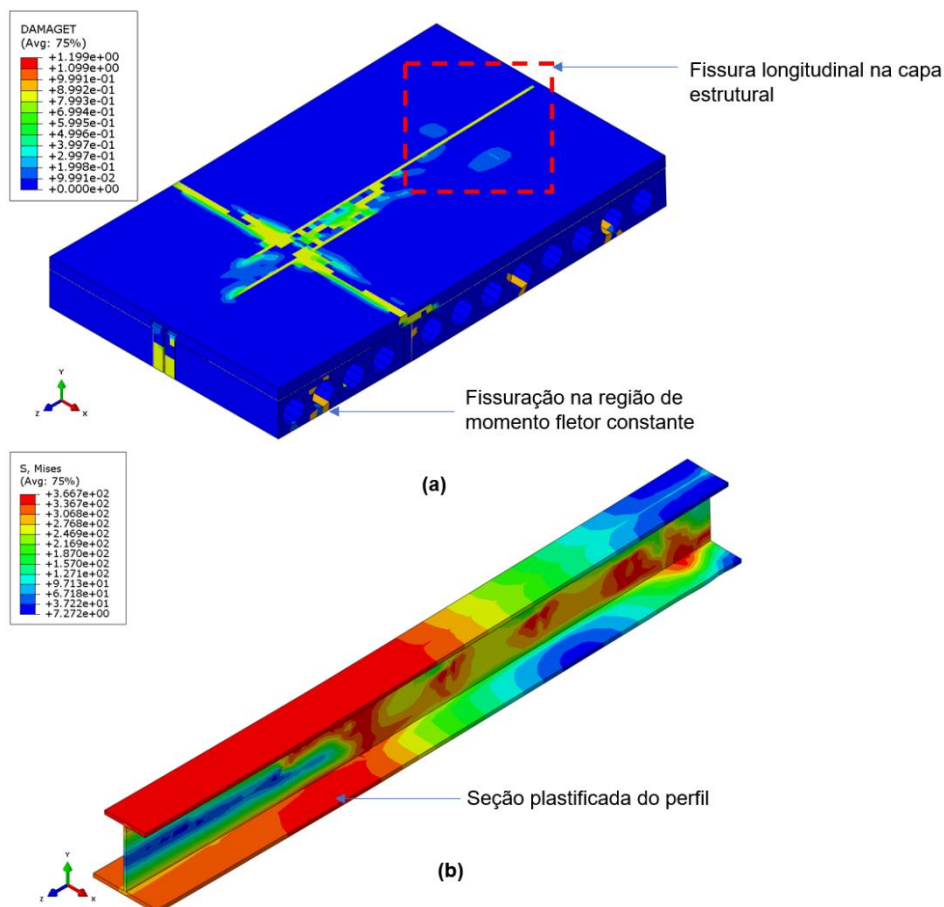 DAMAGET
(Avg: 75%)
+1.199e+00
+1.099e+00
+9.991e-01
+8.992e-01
+7.993e-01
+6.994e-01
+5.995e-01
+4.996e-01
+3.997e-01
+2.997e-01
+1.998e-01
+9.991e-02
+0.000e+00
Fissura longitudinal na capa
estrutural
Y
Z
X
Fissuração na região de
momento fletor constante
(a)
S, Mises
(Avg: 75%)
+3.667e+02
+3.367e+02
+3.068e+02
+2.768e+02
+2.469e+02
+2.169e+02
+1.870e+02
+1.570e+02
+1.271e+02
+9.713e+01
+6.718e+01
+3.722e+01
+7.272e+00
Seção plastificada do perfil
(b)
Y
Z
X